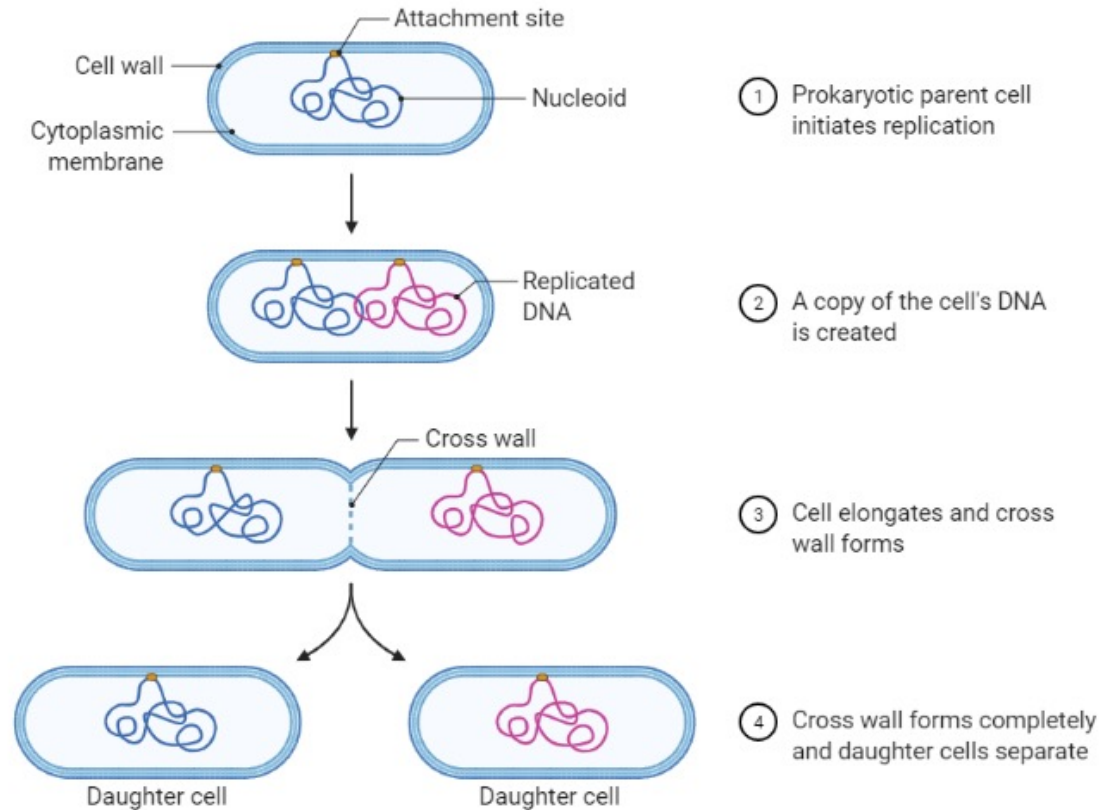 Attachment site
Cell wall
Nucleoid
Cytoplasmic
membrane
1 Prokaryotic parent cell
initiates replication
Replicated
DNA
2 A copy of the cell's DNA
is created
Cross wall
3 Cell elongates and cross
wall forms
4 Cross wall forms completely
and daughter cells separate
Daughter cell
Daughter cell